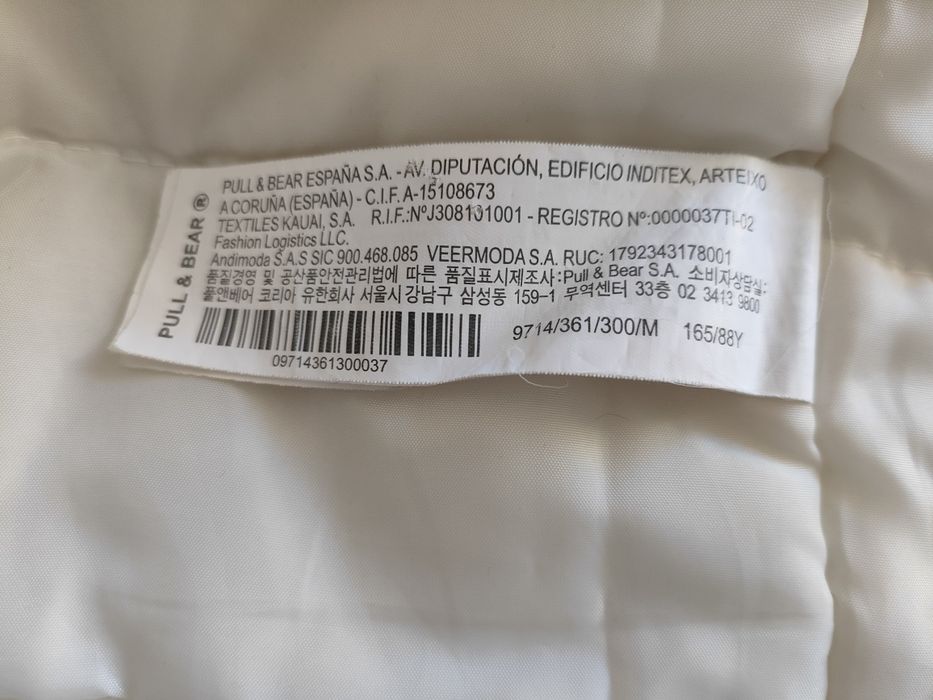 PULL & BEAR ®
PULL & BEAR ESPAÑA S.A. - AV. DIPUTACIÓN, EDIFICIO INDITEX, ARTEIXO
A CORUÑA (ESPAÑA) - C.I.F. A-15108673
TEXTILES KAUAI, S.A. R.I.F.:NºJ308131001 - REGISTRO Nº:0000037TI-02
Fashion Logistics LLC.
Andimoda S.A.S SIC 900.468.085 VEERMODA S.A. RUC: 1792343178001
품질경영 및 공산품안전관리법에 따른 품질표시제조사:Pull & Bear S.A. 소비자상담실:
풀앤베어 코리아 유한회사 서울시 강남구 삼성동 159-1 무역센터 33층 02 3413 9800
9714/361/300/M 165/88Y
09714361300037